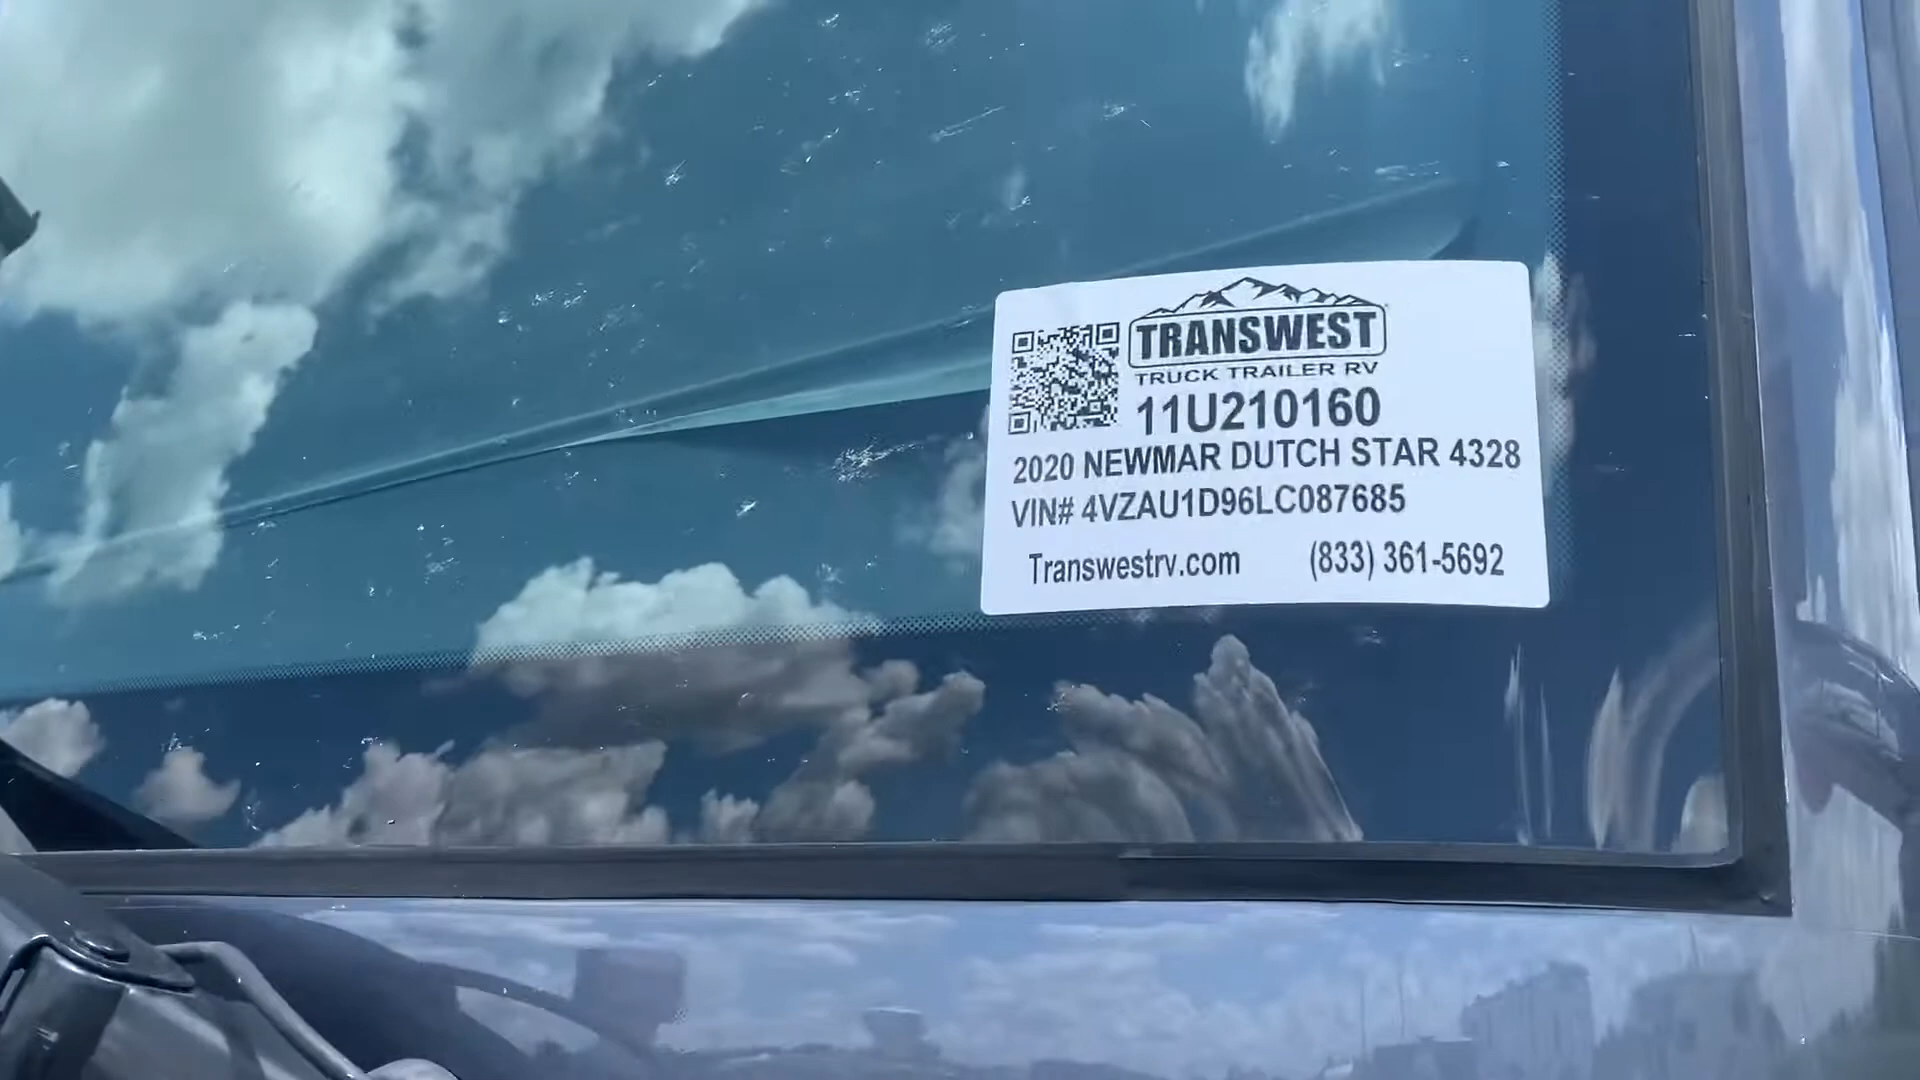 TRANSWEST
TRUCK TRAILER RV
11U210160
2020 NEWMAR DUTCH STAR 4328
VIN# 4VZAU1D96LC087685
Transwestrv.com (833) 361-5692